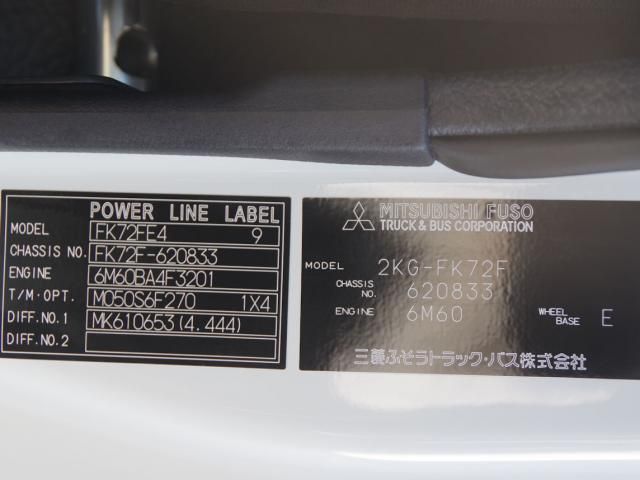 POWER LINE LABEL
MODEL FK72FE4 9
CHASSIS NO. FK72F-620833
ENGINE 6M60BA4F3201
T/M・OPT. M050S6F270 1X4
DIFF.NO.1 MK610653(4.444)
DIFF.NO.2
MITSUBISHI FUSO
TRUCK & BUS CORPORATION
MODEL 2KG-FK72F
CHASSIS NO. 620833
ENGINE 6M60 WHEEL BASE E
三菱ふそうトラック・バス株式会社